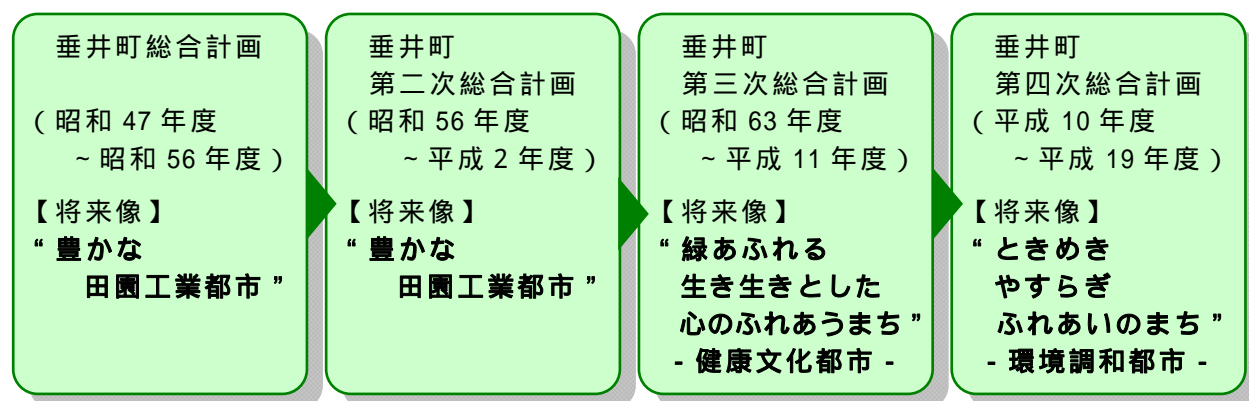 垂井町総合計画
(昭和 47 年度
~昭和 56 年度)
【将来像】
“豊かな
田園工業都市”
垂井町
第二次総合計画
(昭和 56 年度
~平成 2 年度)
【将来像】
“豊かな
田園工業都市”
垂井町
第三次総合計画
(昭和 63 年度
~平成 11 年度)
【将来像】
“緑あふれる
生き生きとした
心のふれあうまち”
- 健康文化都市 -
垂井町
第四次総合計画
(平成 10 年度
~平成 19 年度)
【将来像】
“ときめき
やすらぎ
ふれあいのまち”
- 環境調和都市 -